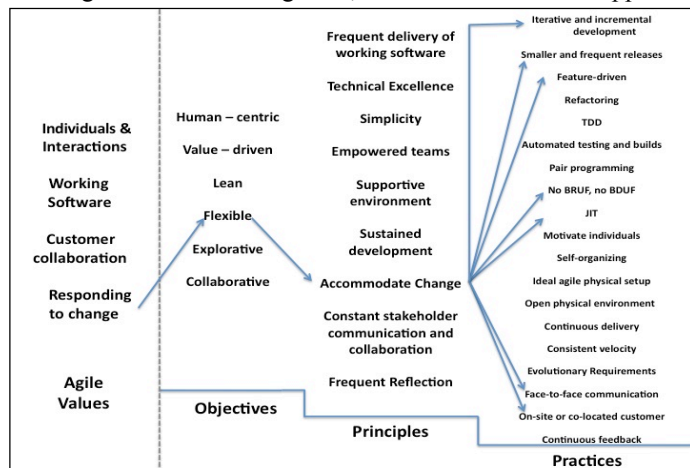 Individuals &
Interactions
Working
Software
Customer
collaboration
Responding
to change
Agile
Values
Human – centric
Value – driven
Lean
Flexible
Explorative
Collaborative
Objectives
Frequent delivery of
working software
Technical Excellence
Simplicity
Empowered teams
Supportive
environment
Sustained
development
Accommodate Change
Constant stakeholder
communication and
collaboration
Frequent Reflection
Principles
Iterative and incremental
development
Smaller and frequent releases
Feature-driven
Refactoring
TDD
Automated testing and builds
Pair programming
No BRUF, no BDUF
JIT
Motivate individuals
Self-organizing
Ideal agile physical setup
Open physical environment
Continuous delivery
Consistent velocity
Evolutionary Requirements
Face-to-face communication
On-site or co-located customer
Continuous feedback
Practices